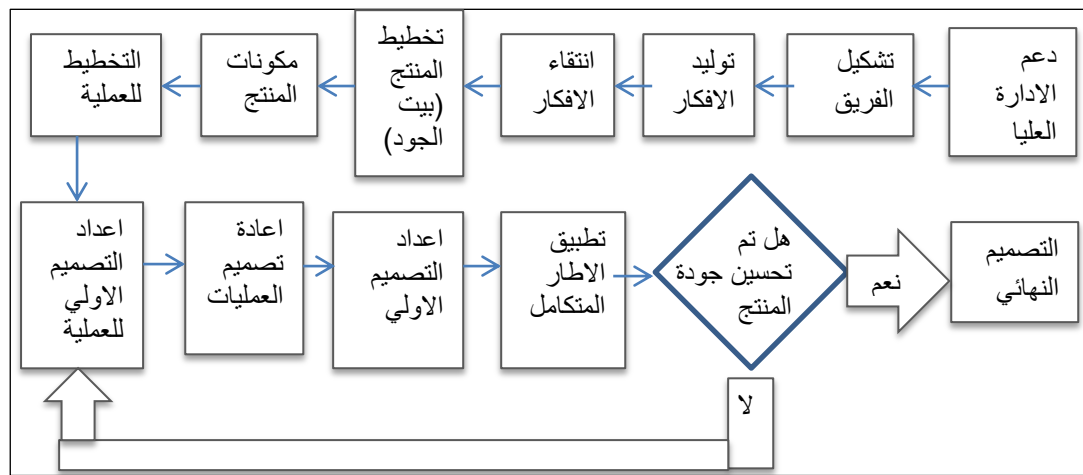 دعم
الادارة
العليا
تشكيل
الفريق
توليد
الافكار
انتقاء
الافكار
تخطيط
المنتج
(بيت
الجود)
مكونات
المنتج
التخطيط
للعملية
اعداد
التصميم
الاولي
للعملية
اعادة
تصميم
العمليات
اعداد
التصميم
الاولي
تطبيق
الاطار
المتكامل
هل تم
تحسين جودة
المنتج
نعم
التصميم
النهائي
لا